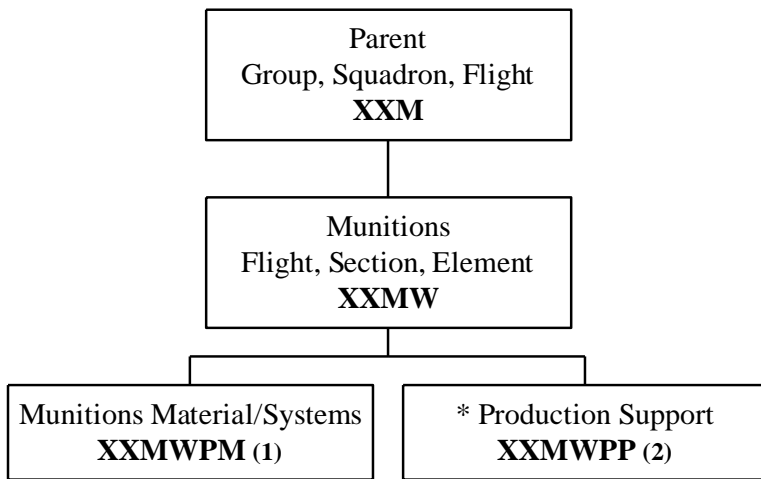 Parent
Group, Squadron, Flight
XXM
Munitions
Flight, Section, Element
XXMW
Munitions Material/Systems
XXMWPM (1)
* Production Support
XXMWPP (2)